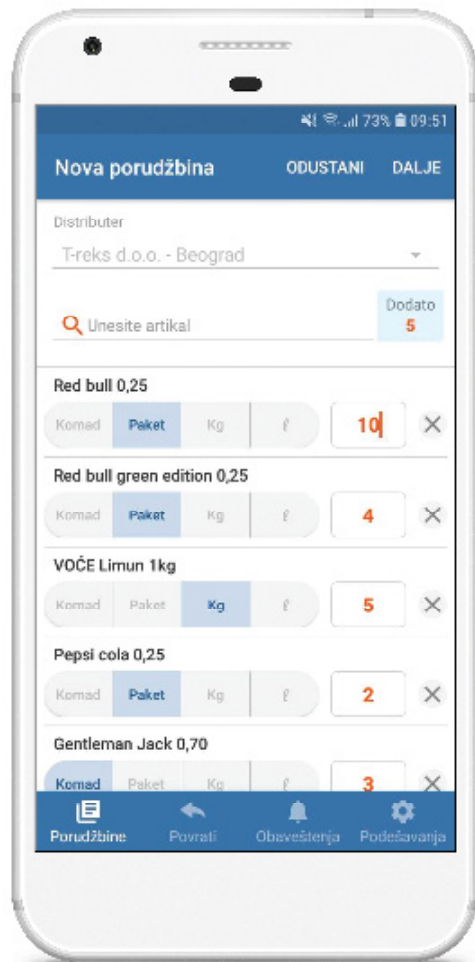 73% 09:51
Nova porudžbina ODUSTANI DALJE
Distributer
T-reks d.o.o. - Beograd
Unesite artikal
Dodato
5
Red bull 0,25
Komad Paket Kg ℓ 10
Red bull green edition 0,25
Komad Paket Kg ℓ 4
VOĆE Limun 1kg
Komad Paket Kg ℓ 5
Pepsi cola 0,25
Komad Paket Kg ℓ 2
Gentleman Jack 0,70
Komad Paket Kg ℓ 3
Porudžbine Povrati Obaveštenja Podešavanja